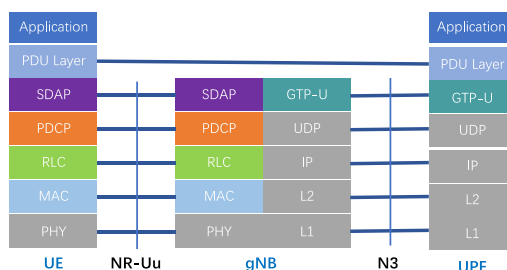 Application
PDU Layer
SDAP
PDCP
RLC
MAC
PHY
UE
NR-Uu
SDAP GTP-U
PDCP UDP
RLC IP
MAC L2
PHY L1
gNB
N3
Application
PDU Layer
GTP-U
UDP
IP
L2
L1
UPF